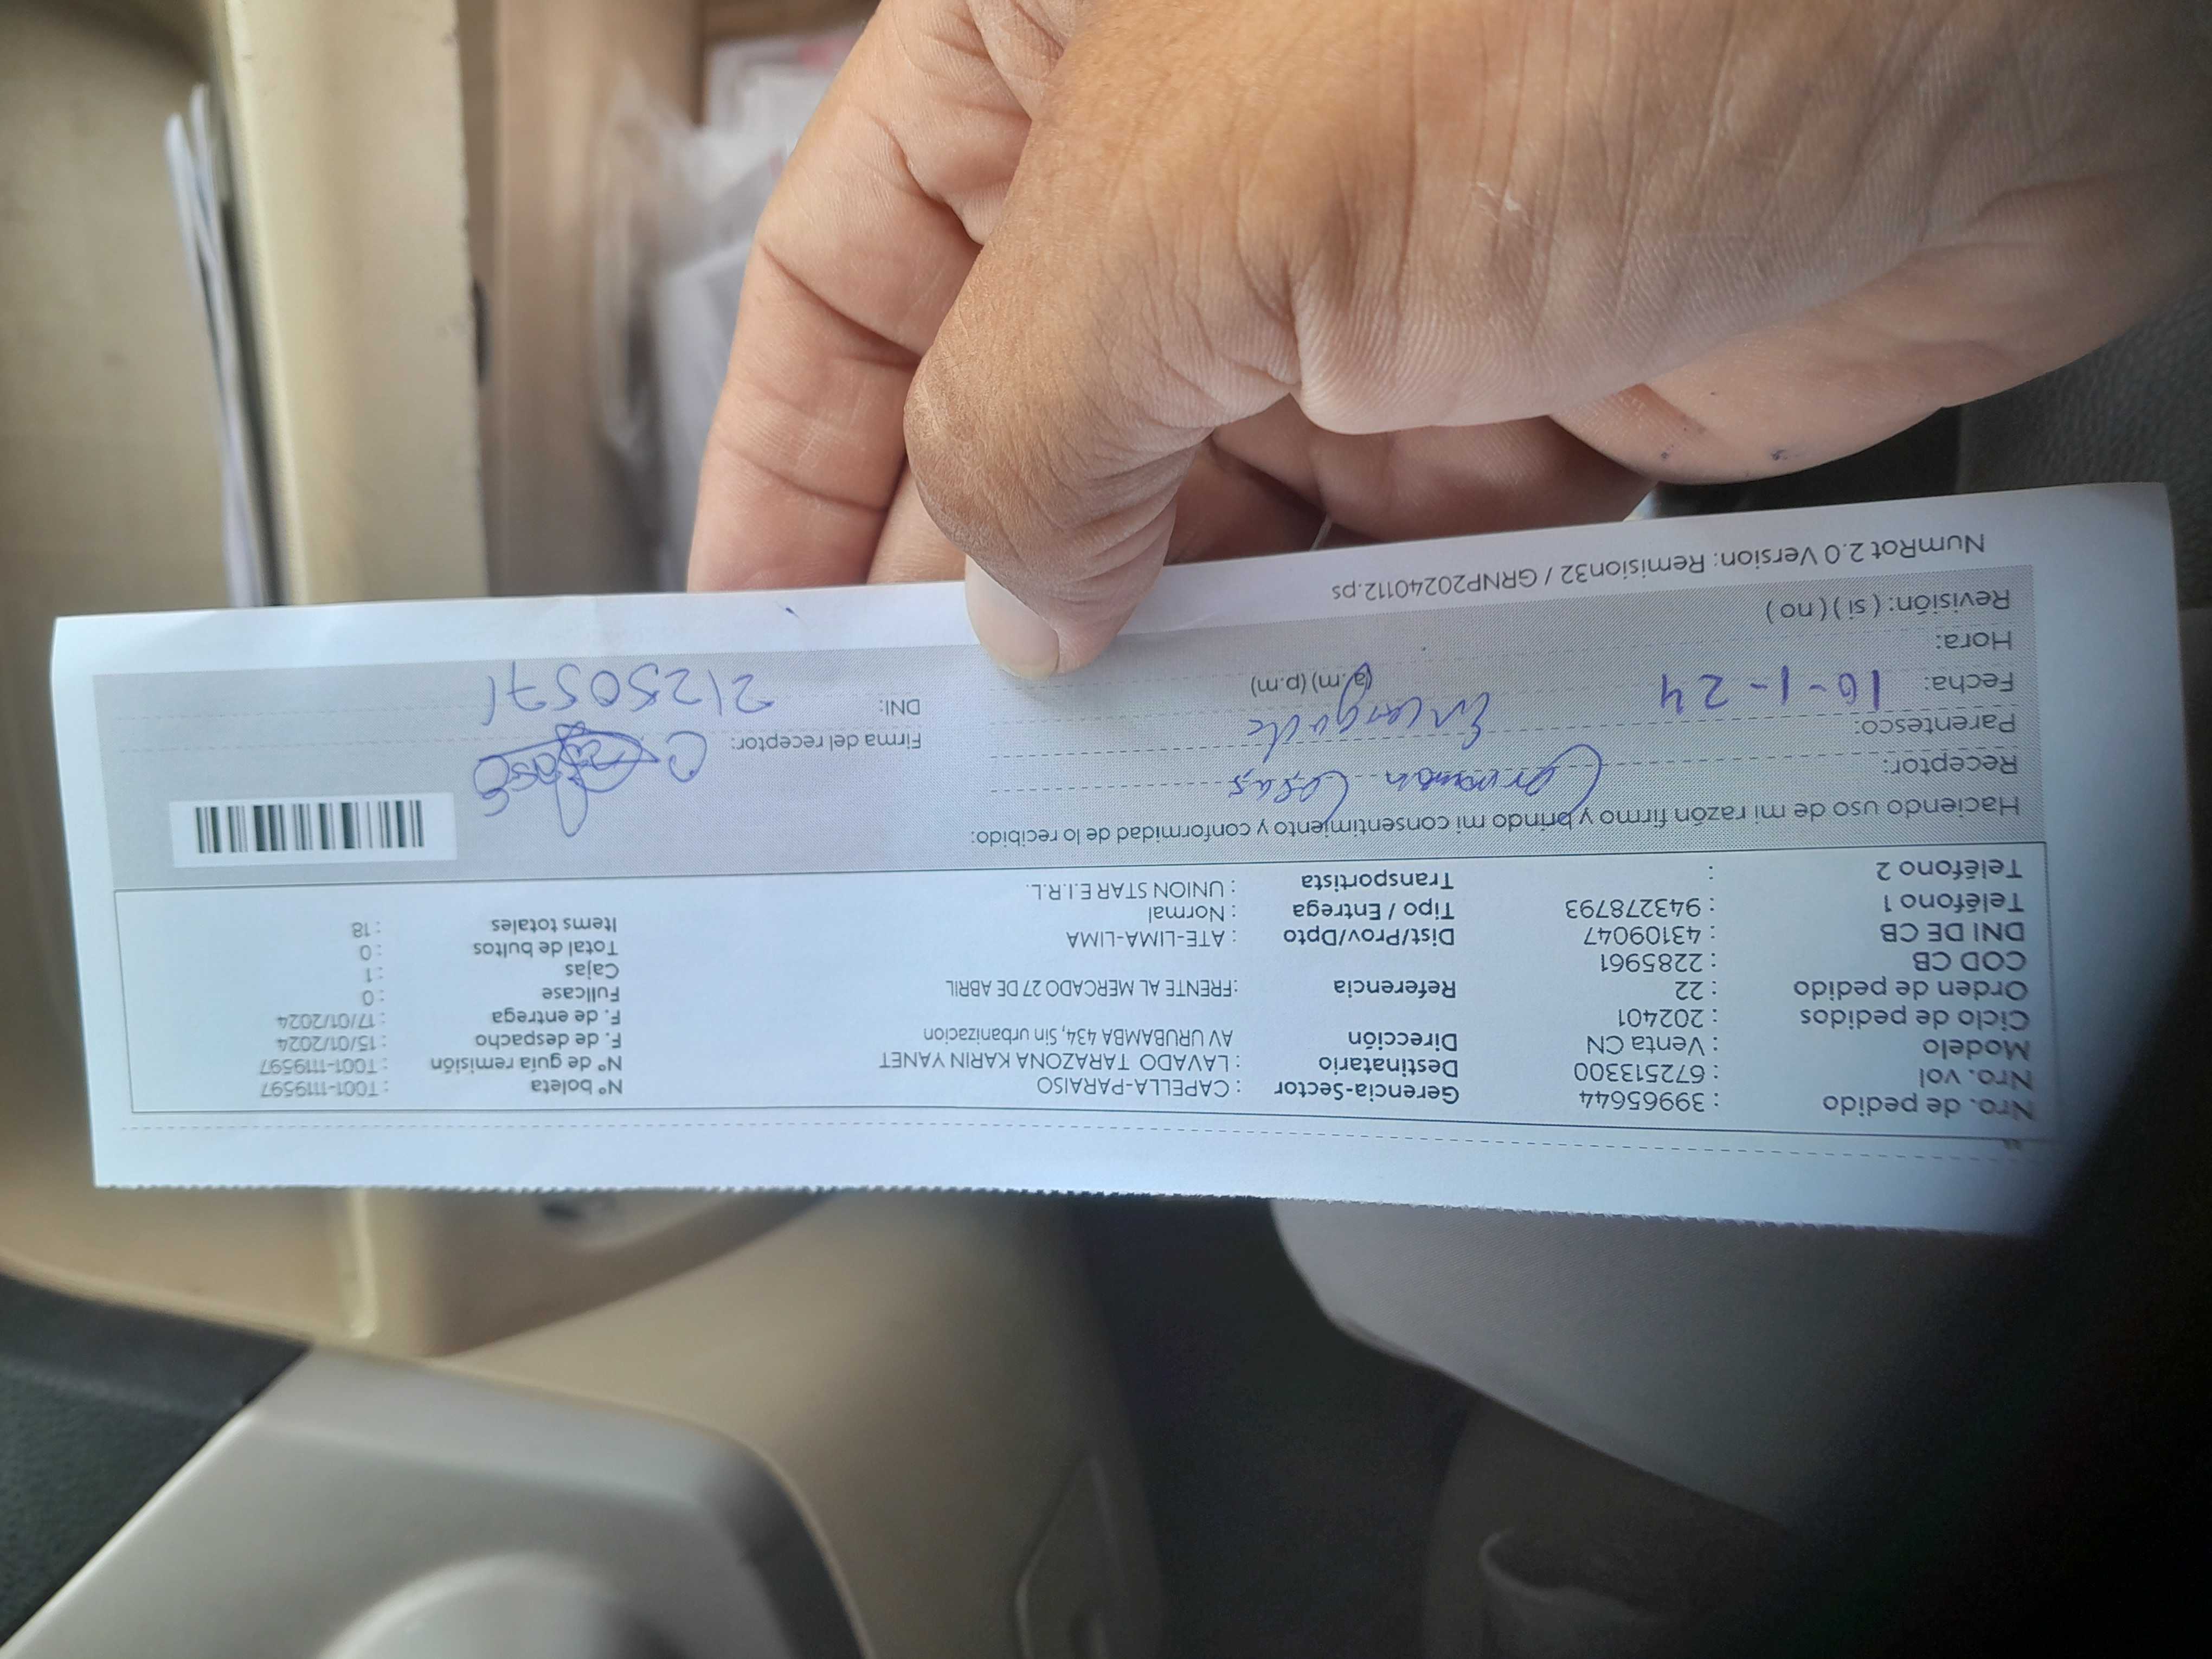 Nro. de pedido : 39965644 Gerencia-Sector : CAPELLA-PARAISO Nº boleta : T001-1119597
Nro. vol : 672513300 Destinatario : LAVADO TARAZONA KARIN YANET Nº de guía remisión : T001-1119597
Modelo : Venta CN Dirección AV URUBAMBA 434, Sin urbanizacion F. de despacho : 15/01/2024
Ciclo de pedidos : 202401 F. de entrega : 17/01/2024
Orden de pedido : 22 Referencia :FRENTE AL MERCADO 27 DE ABRIL Fullcase : 0
COD CB : 2285961 Cajas : 1
DNI DE CB : 43109047 Dist/Prov/Dpto : ATE-LIMA-LIMA Total de bultos : 0
Teléfono 1 : 943278793 Tipo / Entrega : Normal Items totales : 18
Teléfono 2 : Transportista : UNION STAR E.I.R.L.
Haciendo uso de mi razón firmo y brindo mi consentimiento y conformidad de lo recibido:
Receptor:
Parentesco: Firma del receptor:
Fecha: 16-1-24 DNI: 21250571
Hora: (a.m) (p.m)
Revisión: ( si ) ( no )
NumRot 2.0 Version: Remision32 / GRNP20240112.ps